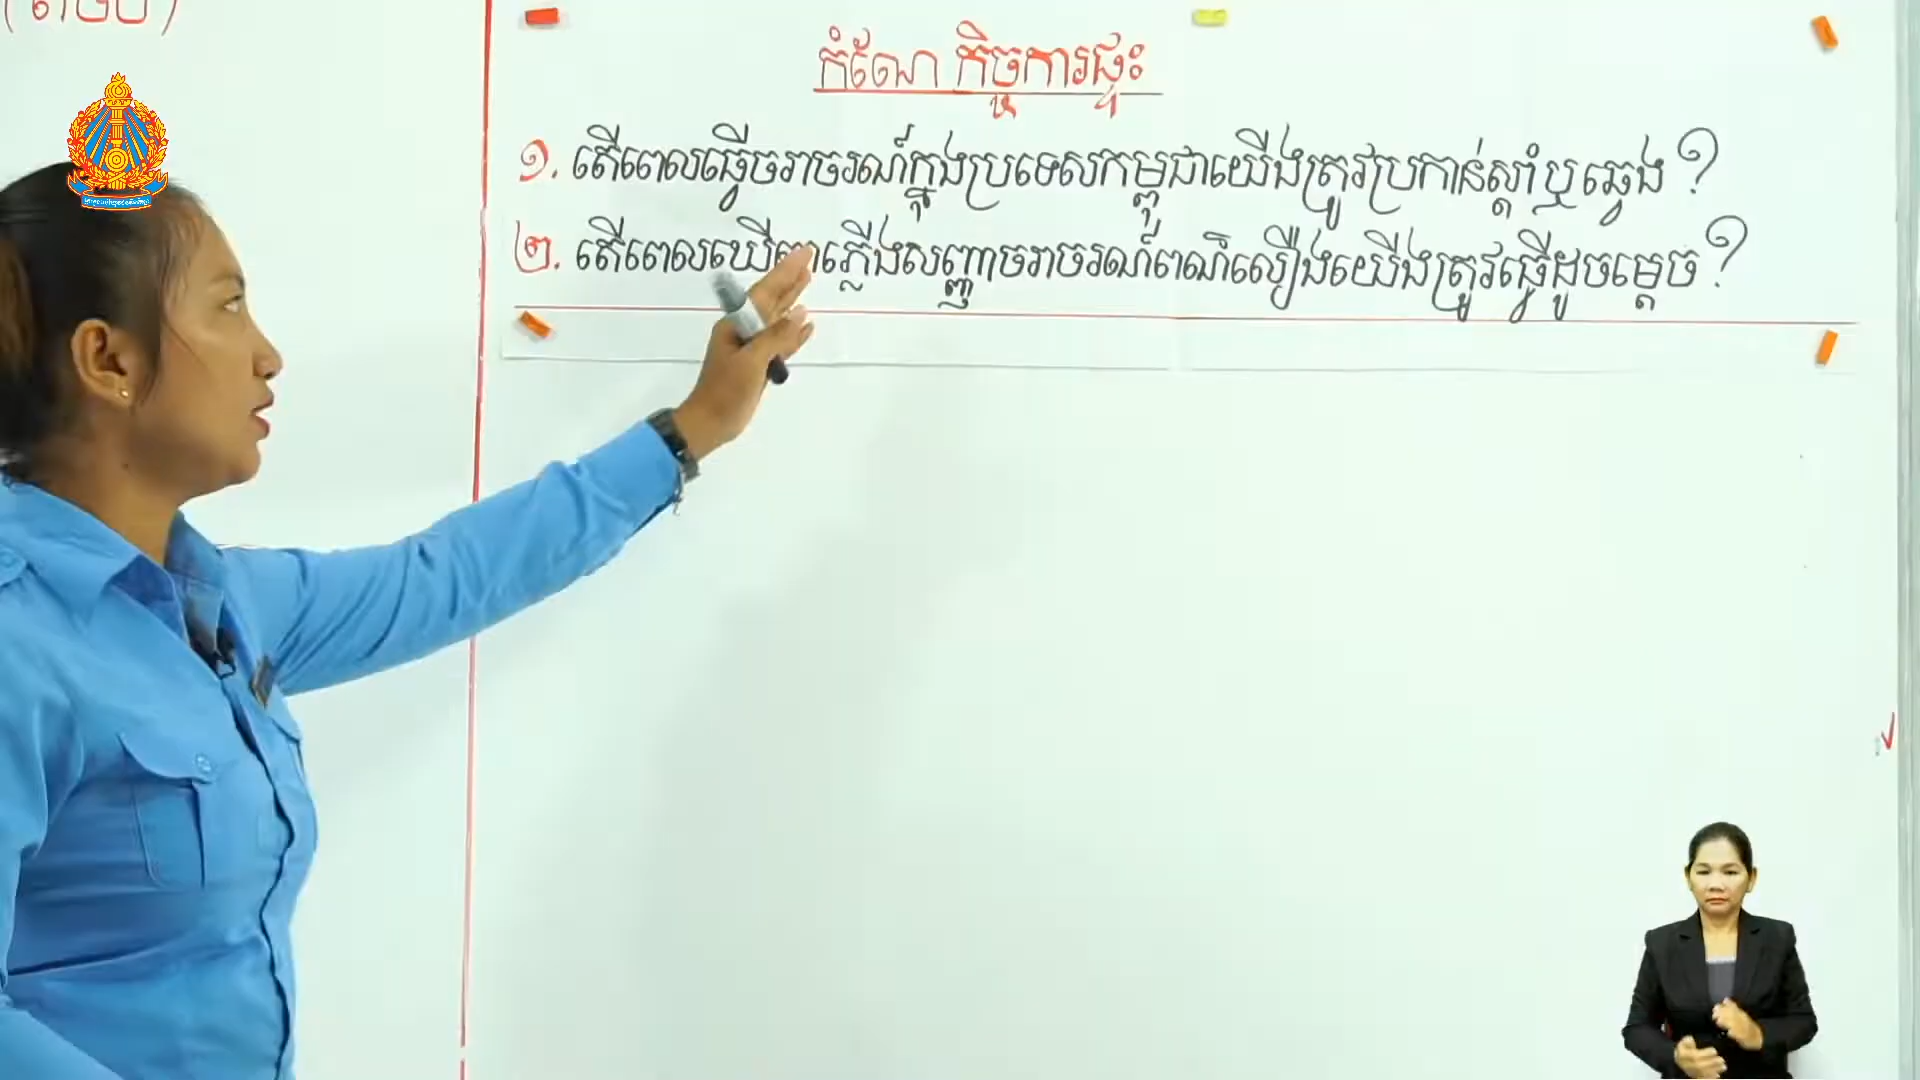 កំណែ កិច្ចការផ្ទះ
១. តើពេលធ្វើចរាចរណ៍ក្នុងប្រទេសកម្ពុជាយើងត្រូវប្រកាន់ស្ដាំឬឆ្វេង ?
២. តើពេលឃើញភ្លើងសញ្ញាចរាចរណ៍ពណ៌លឿងយើងត្រូវធ្វើដូចម្ដេច ?